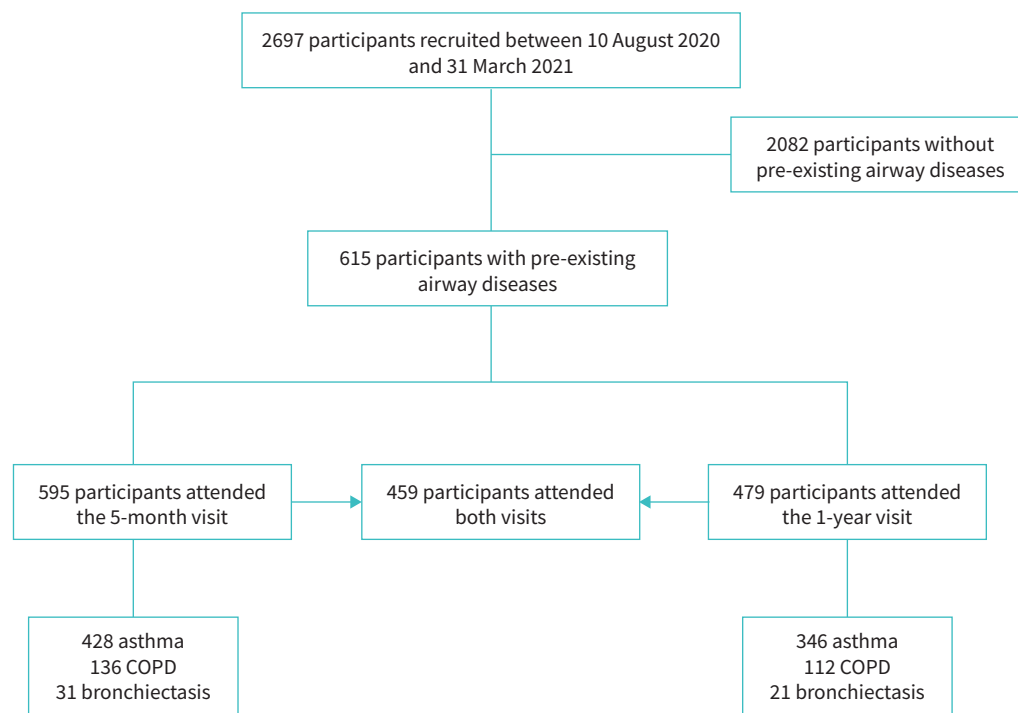 2697 participants recruited between 10 August 2020
and 31 March 2021
2082 participants without
pre-existing airway diseases
615 participants with pre-existing
airway diseases
595 participants attended
the 5-month visit
459 participants attended
both visits
479 participants attended
the 1-year visit
428 asthma
136 COPD
31 bronchiectasis
346 asthma
112 COPD
21 bronchiectasis